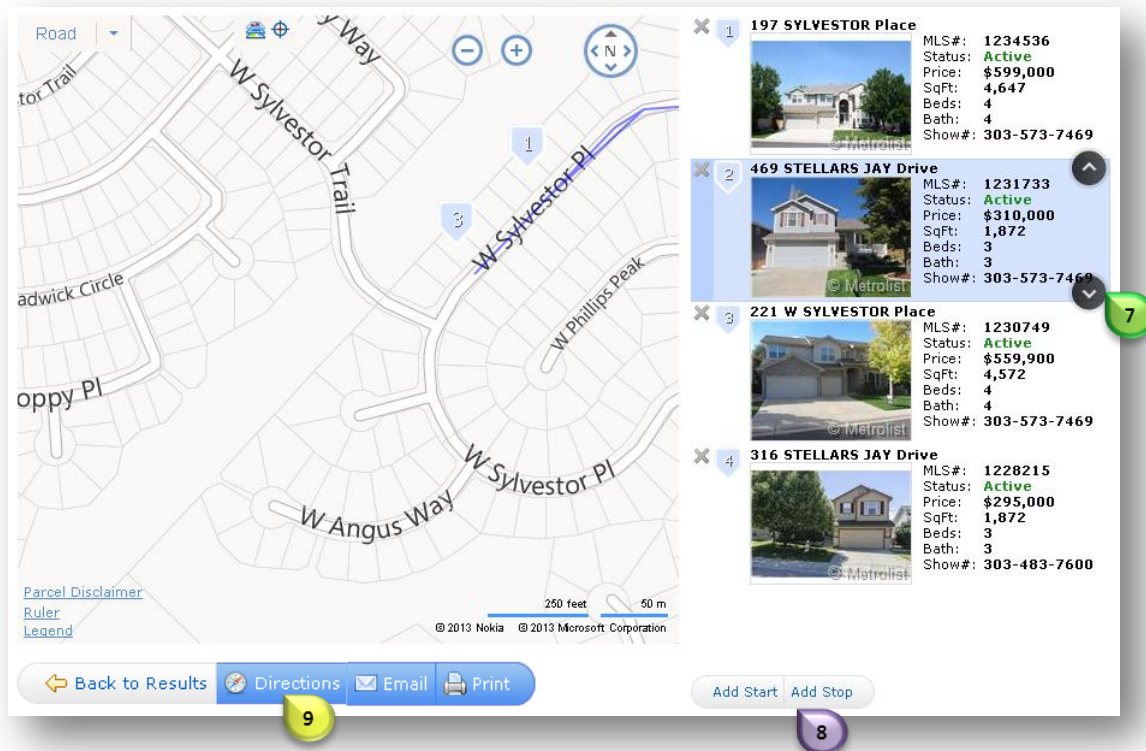 Road
tor Trail
y Way
N
W Sylvestor Trail
1
3
W Sylvestor Pl
adwick Circle
W Phillips Peak
oppy Pl
W Sylvestor Pl
W Angus Way
Parcel Disclaimer
Ruler
Legend
250 feet 50 m
© 2013 Nokia © 2013 Microsoft Corporation
Back to Results Directions Email Print
9
1 197 SYLVESTOR Place
MLS#: 1234536
Status: Active
Price: $599,000
SqFt: 4,647
Beds: 4
Bath: 4
Show#: 303-573-7469
© Metrolist
2 469 STELLARS JAY Drive
MLS#: 1231733
Status: Active
Price: $310,000
SqFt: 1,872
Beds: 3
Bath: 3
Show#: 303-573-7469
© Metrolist
7
3 221 W SYLVESTOR Place
MLS#: 1230749
Status: Active
Price: $559,900
SqFt: 4,572
Beds: 4
Bath: 4
Show#: 303-573-7469
© Metrolist
4 316 STELLARS JAY Drive
MLS#: 1228215
Status: Active
Price: $295,000
SqFt: 1,872
Beds: 3
Bath: 3
Show#: 303-483-7600
© Metrolist
Add Start Add Stop
8